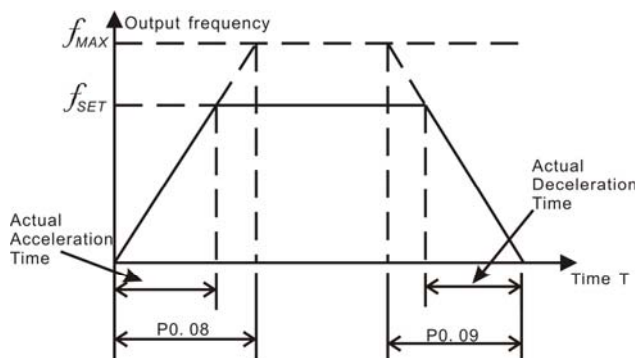 Output frequency
fMAX
fSET
Actual
Deceleration
Time
Actual
Acceleration
Time
Time T
P0. 08
P0. 09